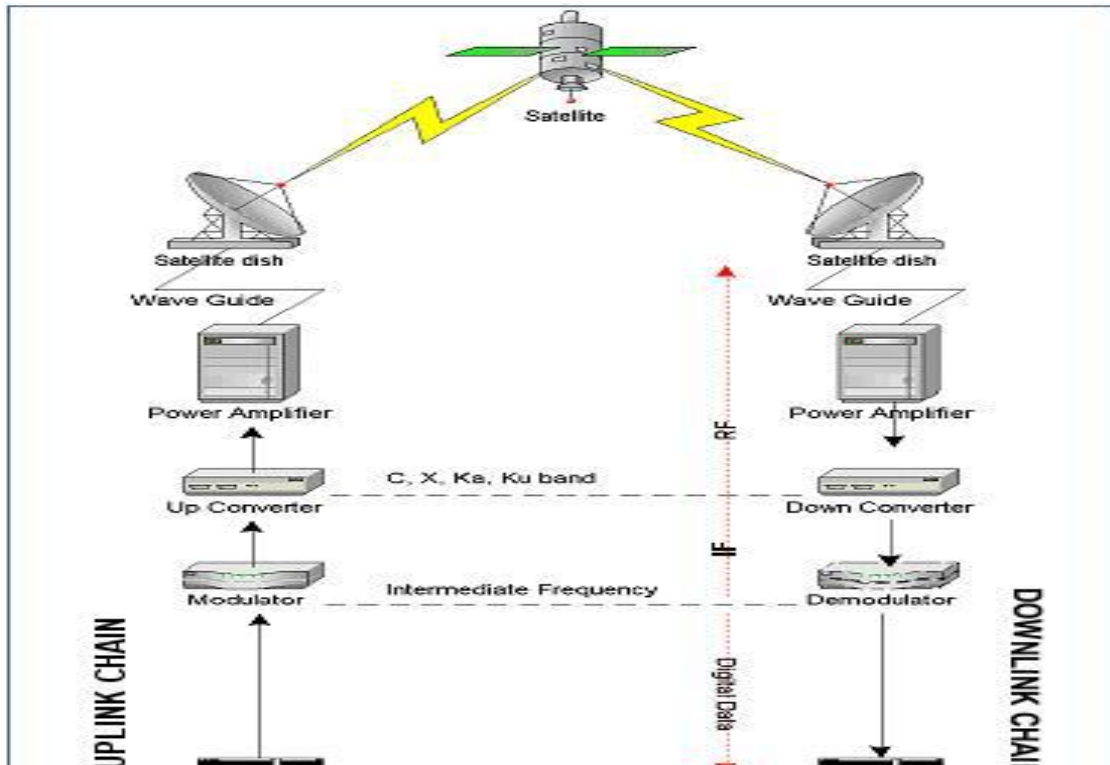 Satellite
Satellite dish
Satellite dish
Wave Guide
Wave Guide
Power Amplifier
Power Amplifier
RF
C, X, Ka, Ku band
Up Converter
Down Converter
IF
Intermediate Frequency
Modulator
Demodulator
Digital Data
UPLINK CHAIN
DOWNLINK CHAI